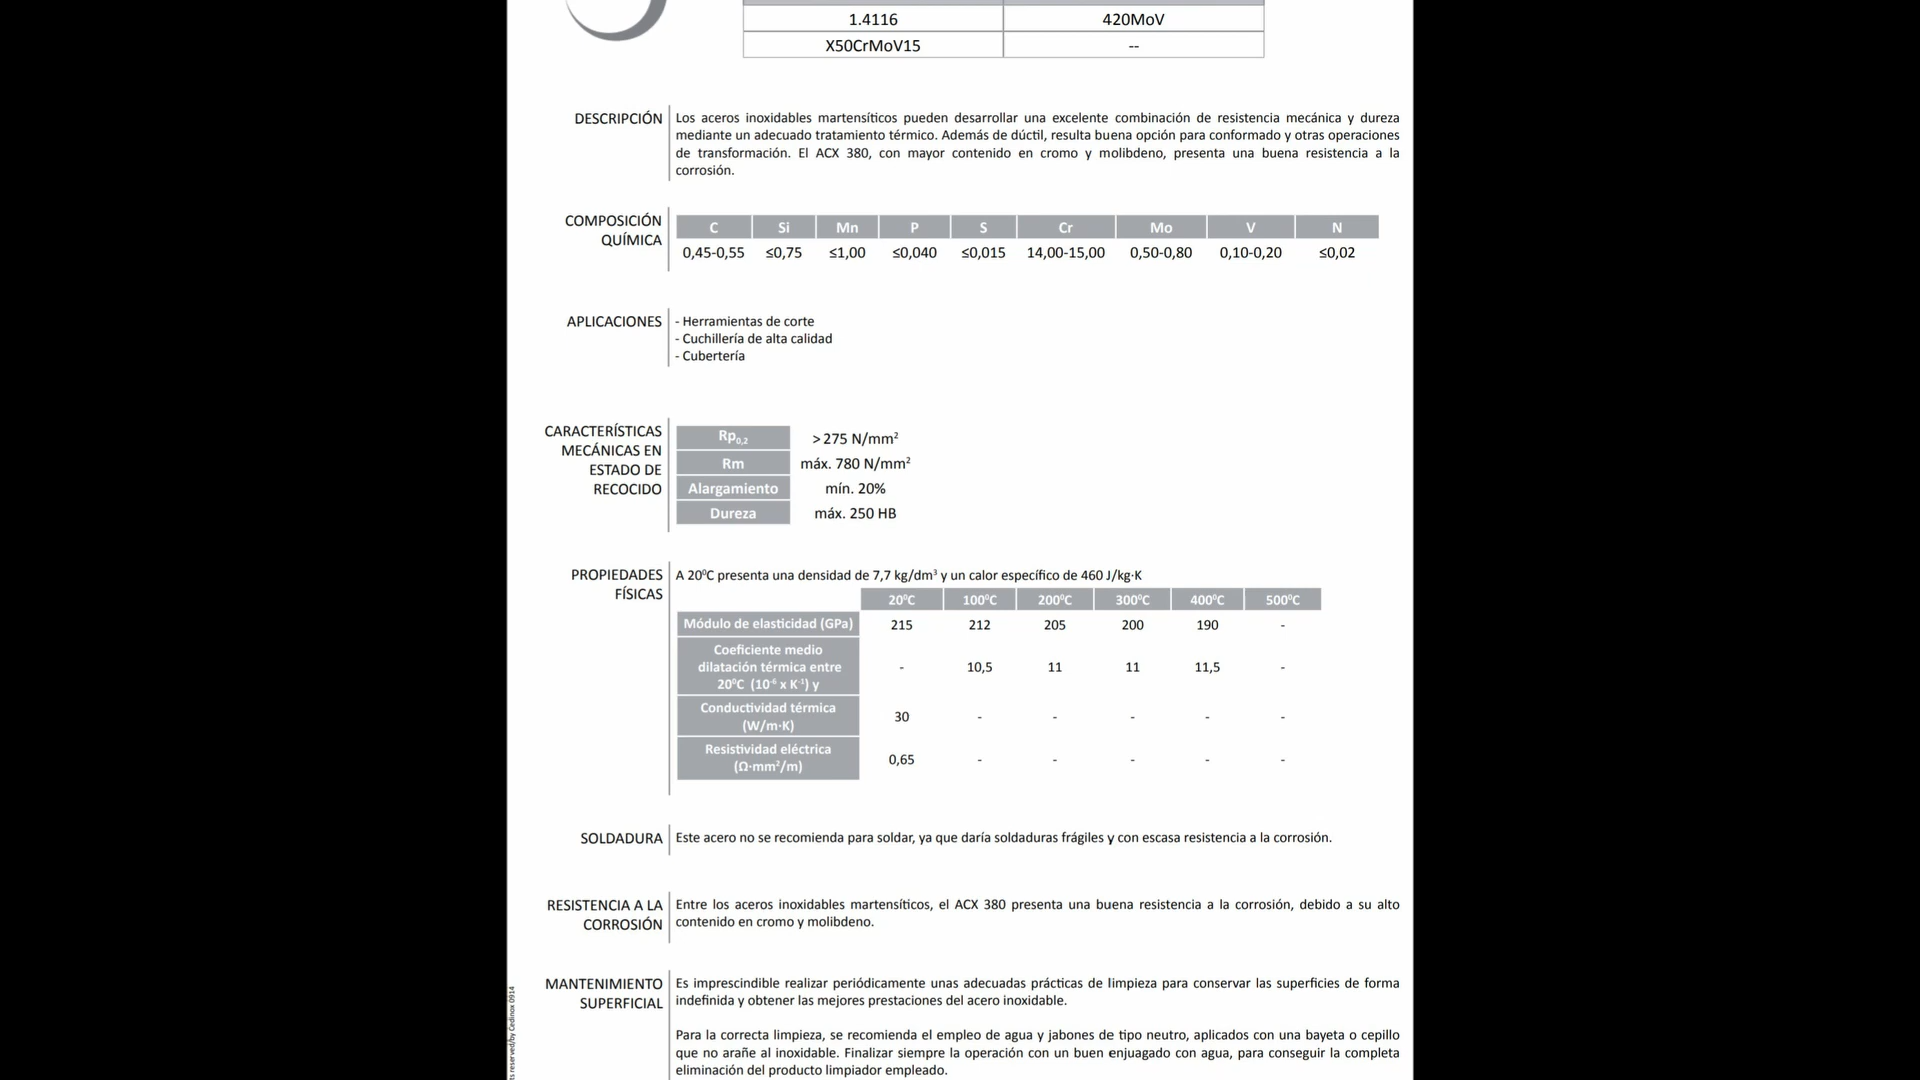 1.4116 420MoV
X50CrMoV15 --
DESCRIPCIÓN
Los aceros inoxidables martensíticos pueden desarrollar una excelente combinación de resistencia mecánica y dureza
mediante un adecuado tratamiento térmico. Además de dúctil, resulta buena opción para conformado y otras operaciones
de transformación. El ACX 380, con mayor contenido en cromo y molibdeno, presenta una buena resistencia a la
corrosión.
COMPOSICIÓN
QUÍMICA
C Si Mn P S Cr Mo V N
0,45-0,55 ≤0,75 ≤1,00 ≤0,040 ≤0,015 14,00-15,00 0,50-0,80 0,10-0,20 ≤0,02
APLICACIONES
- Herramientas de corte
- Cuchillería de alta calidad
- Cubertería
CARACTERÍSTICAS
MECÁNICAS EN
ESTADO DE
RECOCIDO
Rp0,2 > 275 N/mm²
Rm máx. 780 N/mm²
Alargamiento mín. 20%
Dureza máx. 250 HB
PROPIEDADES
FÍSICAS
A 20⁰C presenta una densidad de 7,7 kg/dm³ y un calor específico de 460 J/kg·K
20⁰C 100⁰C 200⁰C 300⁰C 400⁰C 500⁰C
Módulo de elasticidad (GPa) 215 212 205 200 190 -
Coeficiente medio
dilatación térmica entre - 10,5 11 11 11,5 -
20⁰C (10⁻⁶ x K⁻¹) y
Conductividad térmica
(W/m·K) 30 - - - - -
Resistividad eléctrica
(Ω·mm²/m) 0,65 - - - - -
SOLDADURA
Este acero no se recomienda para soldar, ya que daría soldaduras frágiles y con escasa resistencia a la corrosión.
RESISTENCIA A LA
CORROSIÓN
Entre los aceros inoxidables martensíticos, el ACX 380 presenta una buena resistencia a la corrosión, debido a su alto
contenido en cromo y molibdeno.
MANTENIMIENTO
SUPERFICIAL
Es imprescindible realizar periódicamente unas adecuadas prácticas de limpieza para conservar las superficies de forma
indefinida y obtener las mejores prestaciones del acero inoxidable.
Para la correcta limpieza, se recomienda el empleo de agua y jabones de tipo neutro, aplicados con una bayeta o cepillo
que no arañe al inoxidable. Finalizar siempre la operación con un buen enjuagado con agua, para conseguir la completa
eliminación del producto limpiador empleado.
ts reserved/by Cedinox 0914